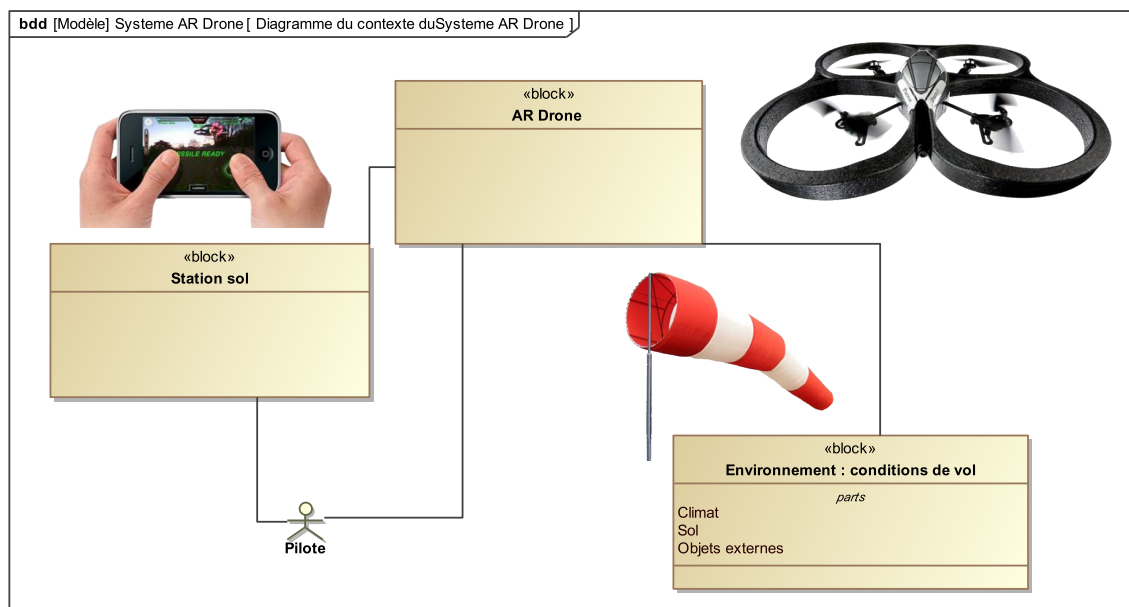 bdd [Modèle] Systeme AR Drone [ Diagramme du contexte duSysteme AR Drone ]
«block»
AR Drone
MISSILE READY
«block»
Station sol
«block»
Environnement : conditions de vol
parts
Climat
Sol
Objets externes
Pilote